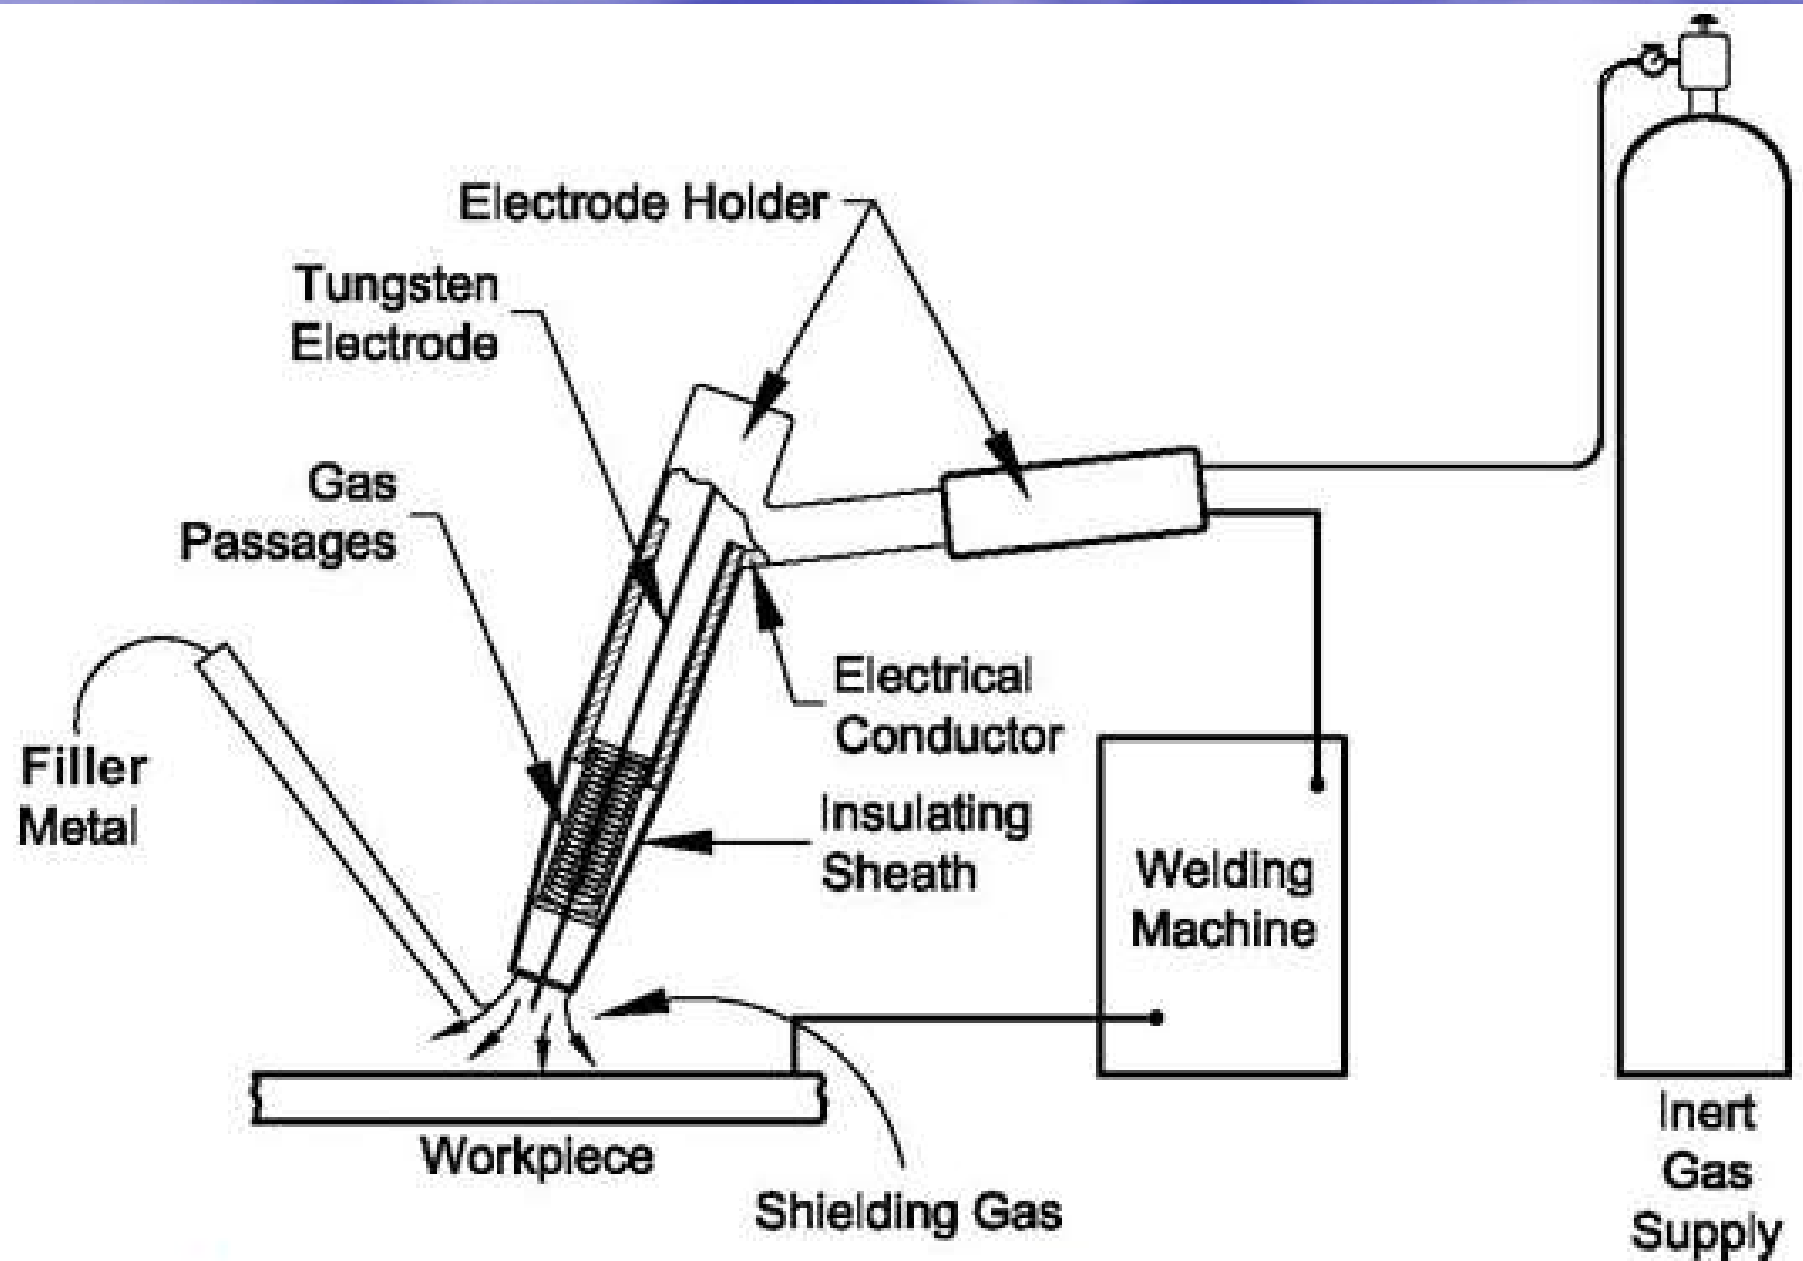 Electrode Holder
Tungsten
Electrode
Gas
Passages
Filler
Metal
Electrical
Conductor
Insulating
Sheath
Welding
Machine
Workpiece
Shielding Gas
Inert
Gas
Supply